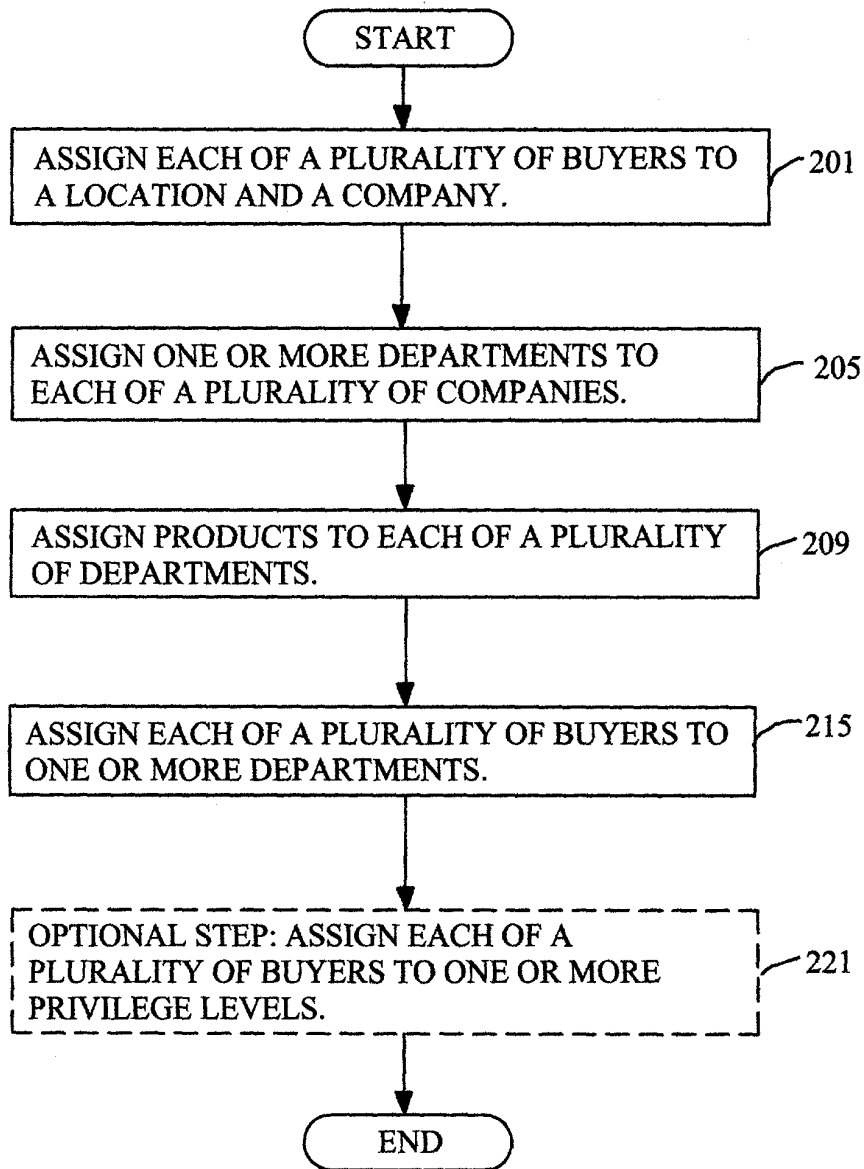 START
ASSIGN EACH OF A PLURALITY OF BUYERS TO
A LOCATION AND A COMPANY.
201
ASSIGN ONE OR MORE DEPARTMENTS TO
EACH OF A PLURALITY OF COMPANIES.
205
ASSIGN PRODUCTS TO EACH OF A PLURALITY
OF DEPARTMENTS.
209
ASSIGN EACH OF A PLURALITY OF BUYERS TO
ONE OR MORE DEPARTMENTS.
215
OPTIONAL STEP: ASSIGN EACH OF A
PLURALITY OF BUYERS TO ONE OR MORE
PRIVILEGE LEVELS.
221
END